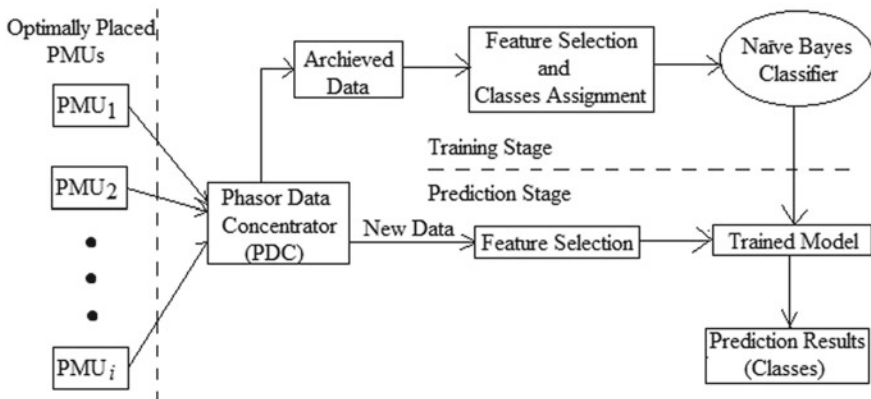 Optimally Placed
PMUs
PMU1
PMU2
PMUi
Phasor Data
Concentrator
(PDC)
Archieved
Data
Feature Selection
and
Classes Assignment
Naïve Bayes
Classifier
Training Stage
Prediction Stage
New Data
Feature Selection
Trained Model
Prediction Results
(Classes)